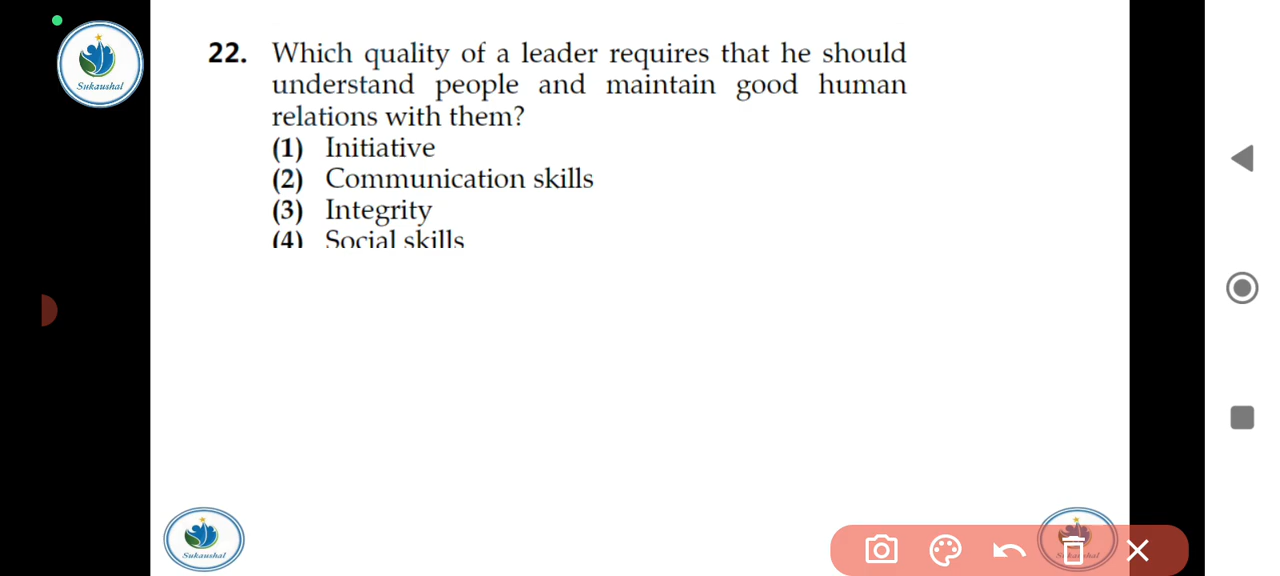 Sukaushal
22. Which quality of a leader requires that he should
understand people and maintain good human
relations with them?
(1) Initiative
(2) Communication skills
(3) Integrity
(4) Social skills
Sukaushal
Sukaushal